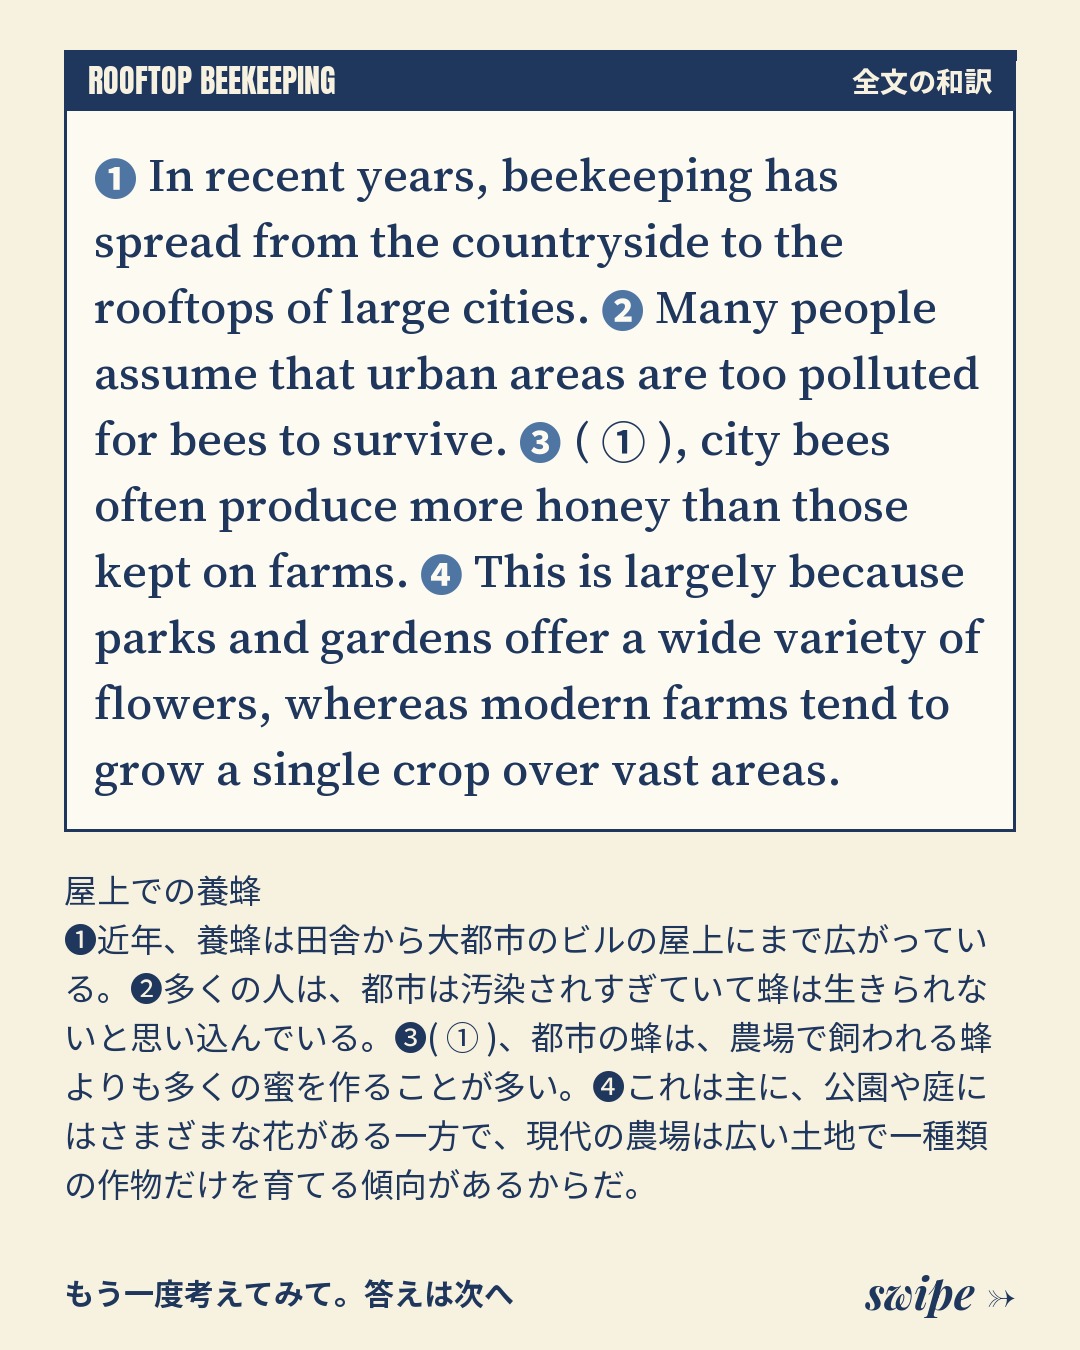 ROOFTOP BEEKEEPING
全文の和訳
❶ In recent years, beekeeping has
spread from the countryside to the
rooftops of large cities. ❷ Many people
assume that urban areas are too polluted
for bees to survive. ❸ ( ① ), city bees
often produce more honey than those
kept on farms. ❹ This is largely because
parks and gardens offer a wide variety of
flowers, whereas modern farms tend to
grow a single crop over vast areas.
屋上での養蜂
❶近年、養蜂は田舎から大都市のビルの屋上にまで広がってい
る。❷多くの人は、都市は汚染されすぎていて蜂は生きられな
いと思い込んでいる。❸( ① )、都市の蜂は、農場で飼われる蜂
よりも多くの蜜を作ることが多い。❹これは主に、公園や庭に
はさまざまな花がある一方で、現代の農場は広い土地で一種類
の作物だけを育てる傾向があるからだ。
もう一度考えてみて。答えは次へ
swipe